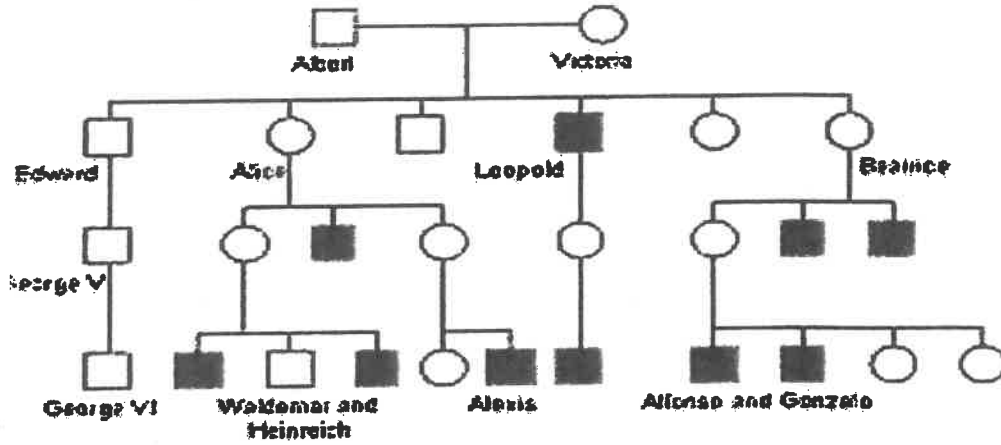 Albert
Victoria
Edward
Alice
Leopold
Beatrice
George V
George VI
Waldemar and
Heinreich
Alexis
Alfonso and Gonzalo